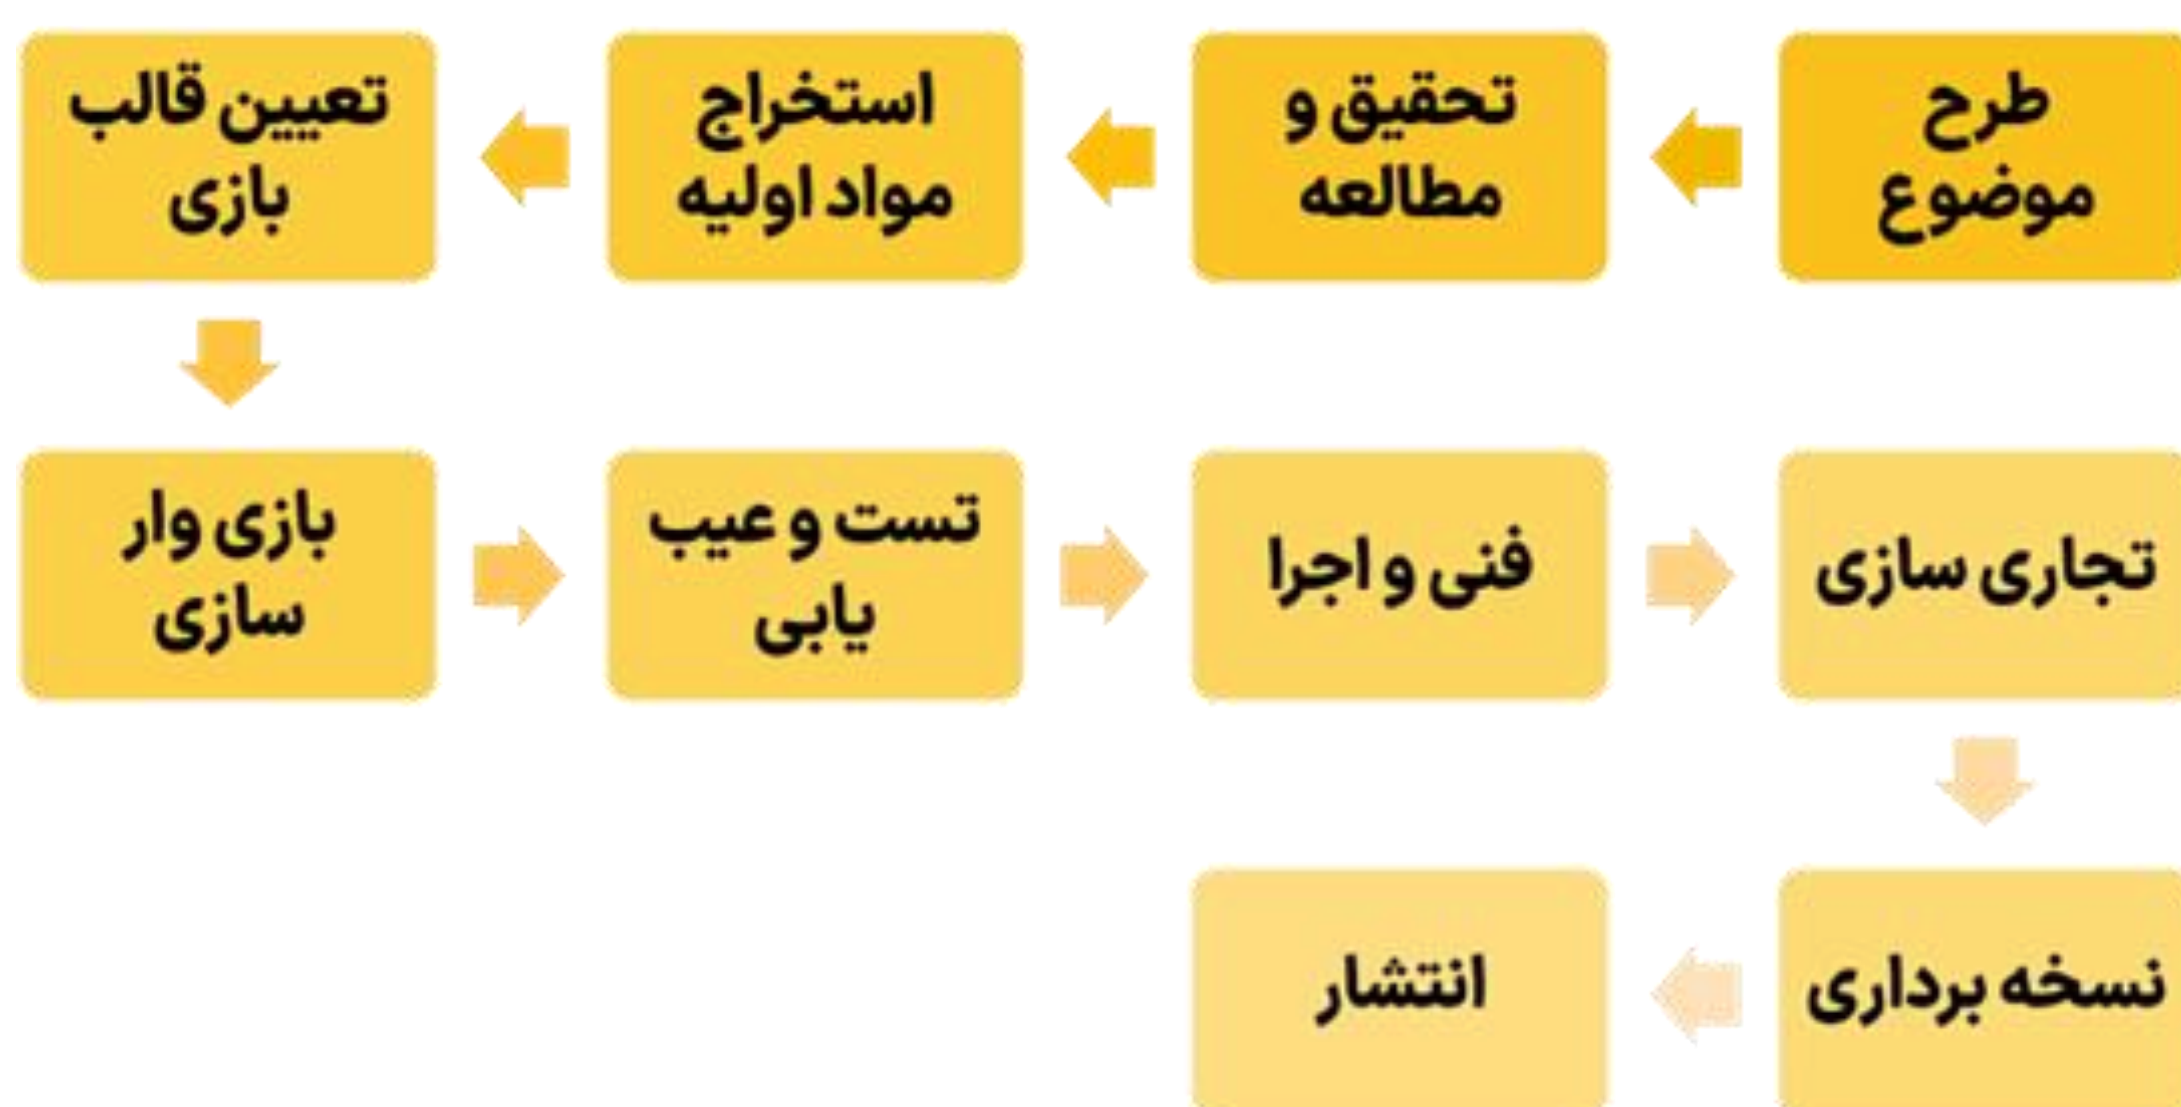 طرح
موضوع
تحقیق و
مطالعه
استخراج
مواد اولیه
تعیین قالب
بازی
بازی وار
سازی
تست و عیب
یابی
فنی و اجرا
تجاری سازی
نسخه برداری
انتشار